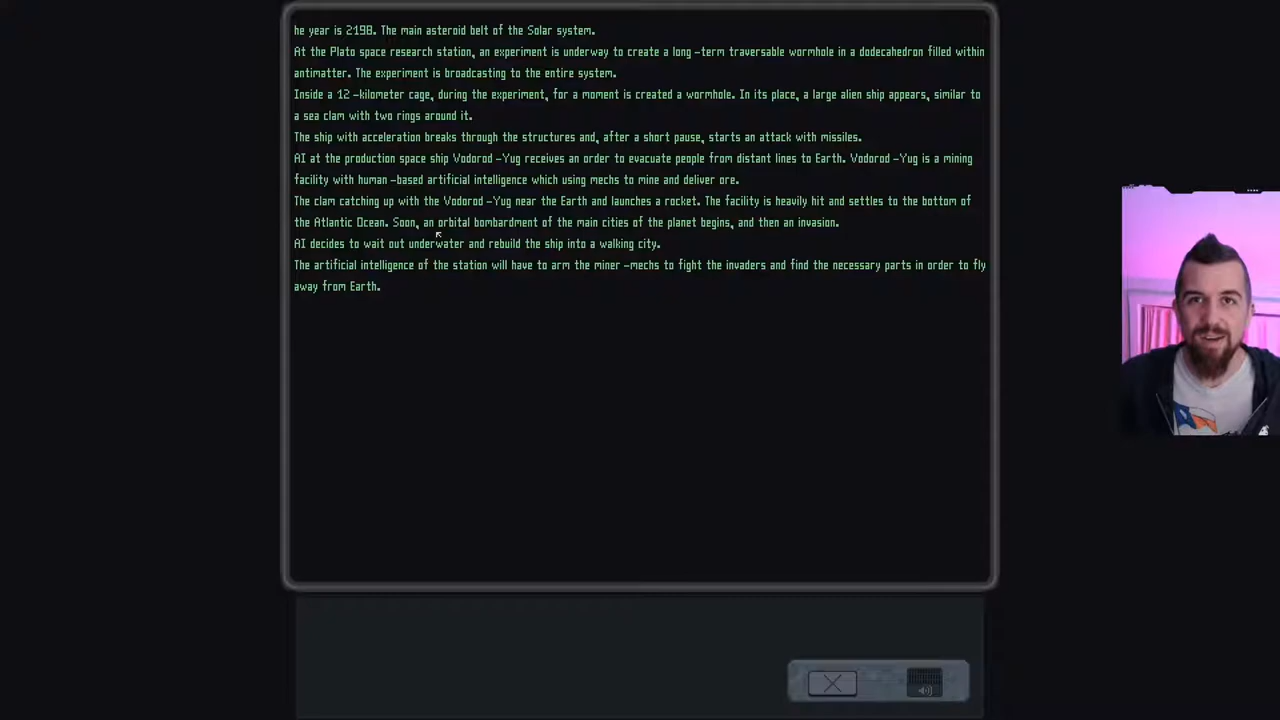 he year is 2198. The main asteroid belt of the Solar system.
At the Plato space research station, an experiment is underway to create a long -term traversable wormhole in a dodecahedron filled within
antimatter. The experiment is broadcasting to the entire system.
Inside a 12 -kilometer cage, during the experiment, for a moment is created a wormhole. In its place, a large alien ship appears, similar to
a sea clam with two rings around it.
The ship with acceleration breaks through the structures and, after a short pause, starts an attack with missiles.
AI at the production space ship Vodorod -Yug receives an order to evacuate people from distant lines to Earth. Vodorod -Yug is a mining
facility with human -based artificial intelligence which using mechs to mine and deliver ore.
The clam catching up with the Vodorod -Yug near the Earth and launches a rocket. The facility is heavily hit and settles to the bottom of
the Atlantic Ocean. Soon, an orbital bombardment of the main cities of the planet begins, and then an invasion.
AI decides to wait out underwater and rebuild the ship into a walking city.
The artificial intelligence of the station will have to arm the miner -mechs to fight the invaders and find the necessary parts in order to fly
away from Earth.